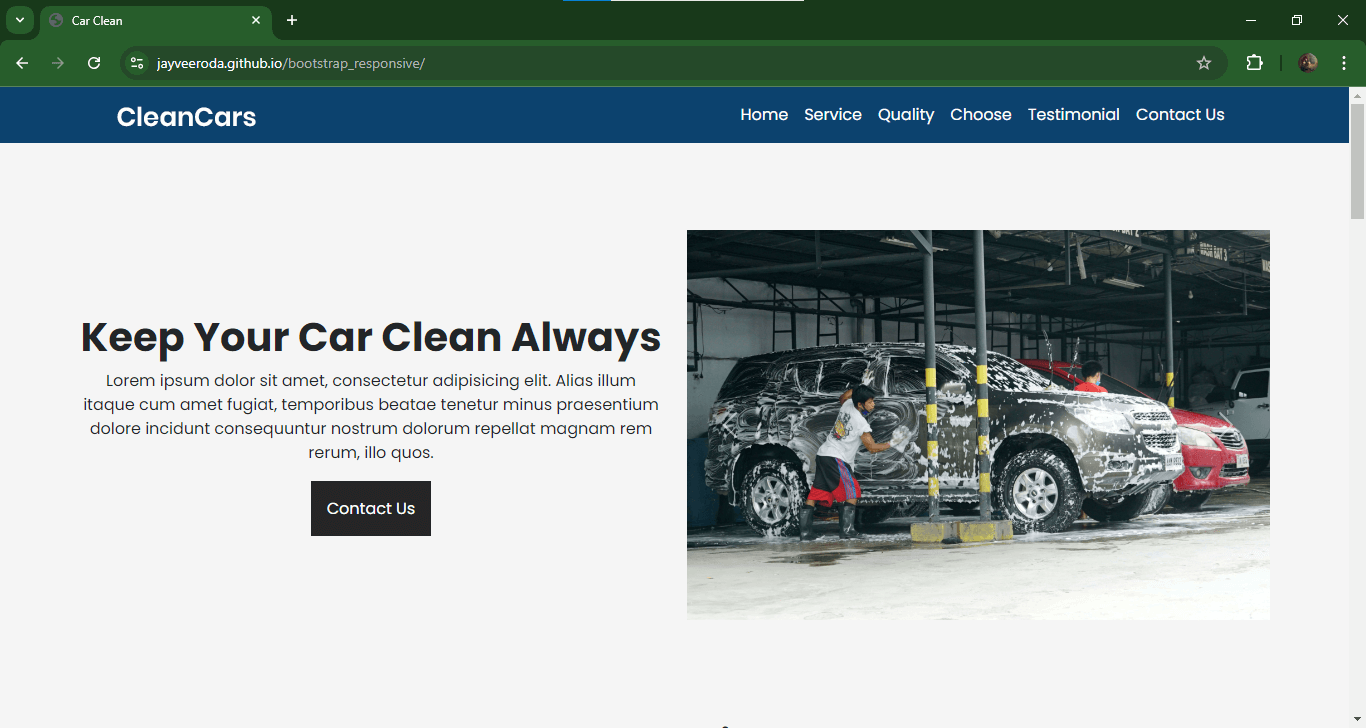 Car Clean
jayveeroda.github.io/bootstrap_responsive/
CleanCars
Home Service Quality Choose Testimonial Contact Us
Keep Your Car Clean Always
Lorem ipsum dolor sit amet, consectetur adipisicing elit. Alias illum
itaque cum amet fugiat, temporibus beatae tenetur minus praesentium
dolore incidunt consequuntur nostrum dolorum repellat magnam rem
rerum, illo quos.
Contact Us